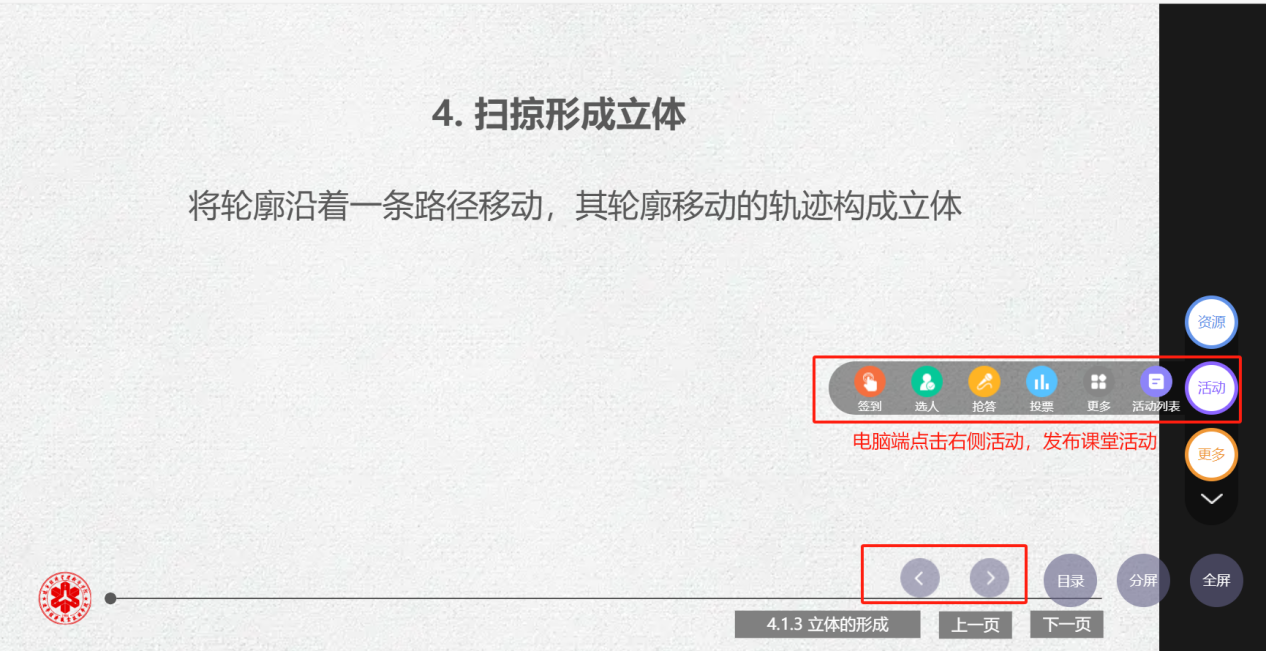 4. 扫掠形成立体
将轮廓沿着一条路径移动，其轮廓移动的轨迹构成立体
资源
签到 选人 抢答 投票 更多 活动列表 活动
电脑端点击右侧活动，发布课堂活动
更多
目录 分屏 全屏
4.1.3 立体的形成 上一页 下一页